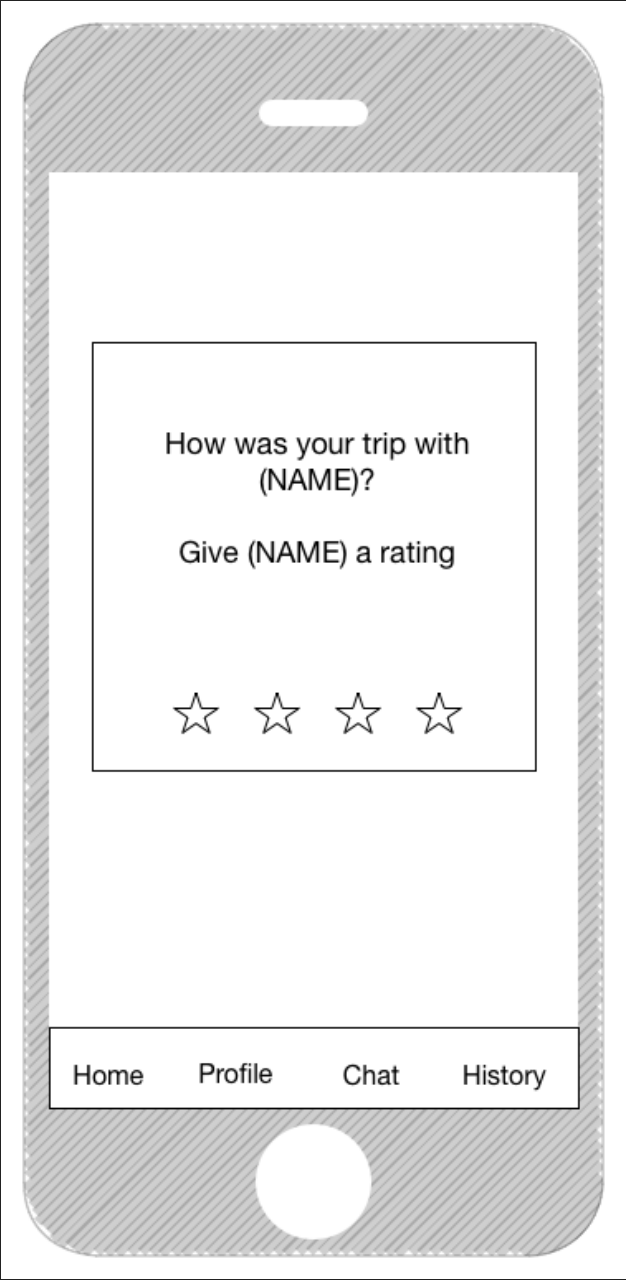 How was your trip with
(NAME)?
Give (NAME) a rating
Home Profile Chat History